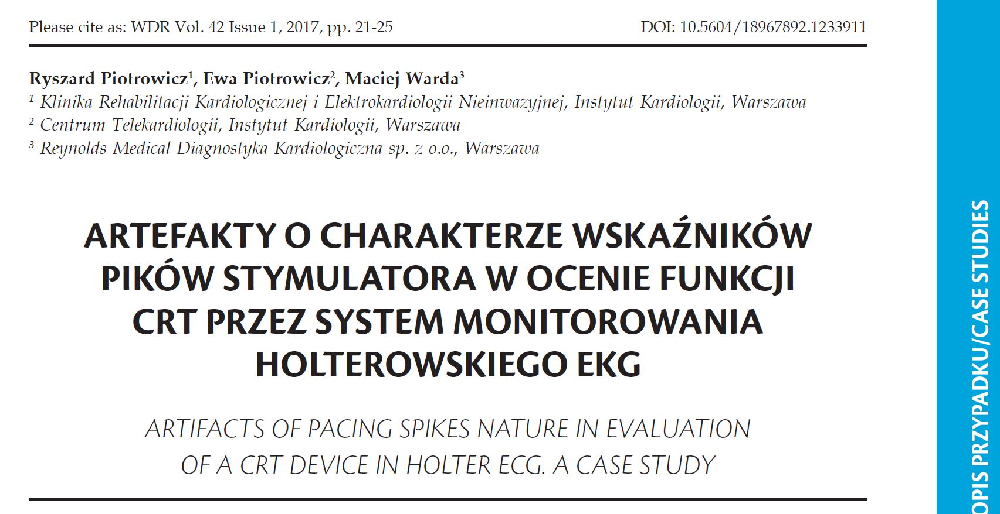 Please cite as: WDR Vol. 42 Issue 1, 2017, pp. 21-25
DOI: 10.5604/18967892.1233911
Ryszard Piotrowicz¹, Ewa Piotrowicz², Maciej Warda³
¹ Klinika Rehabilitacji Kardiologicznej i Elektrokardiologii Nieinwazyjnej, Instytut Kardiologii, Warszawa
² Centrum Telekardiologii, Instytut Kardiologii, Warszawa
³ Reynolds Medical Diagnostyka Kardiologiczna sp. z o.o., Warszawa
ARTEFAKTY O CHARAKTERZE WSKAŹNIKÓW
PIKÓW STYMULATORA W OCENIE FUNKCJI
CRT PRZEZ SYSTEM MONITOROWANIA
HOLTEROWSKIEGO EKG
ARTIFACTS OF PACING SPIKES NATURE IN EVALUATION
OF A CRT DEVICE IN HOLTER ECG. A CASE STUDY
OPIS PRZYPADKU/CASE STUDIES